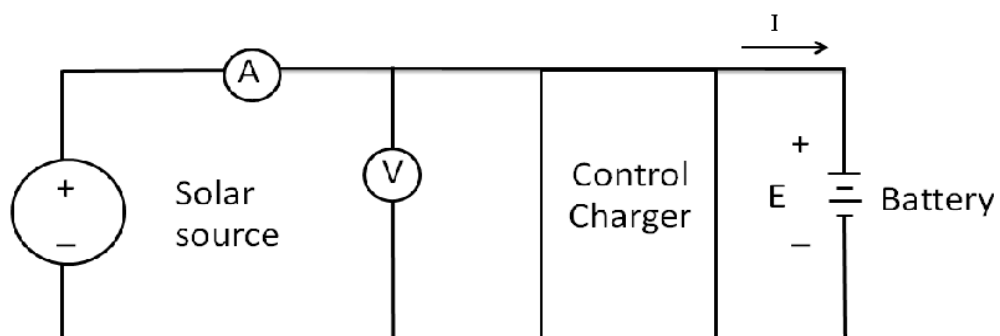 I
A
V
+
−
Solar
source
Control
Charger
+
E
−
Battery